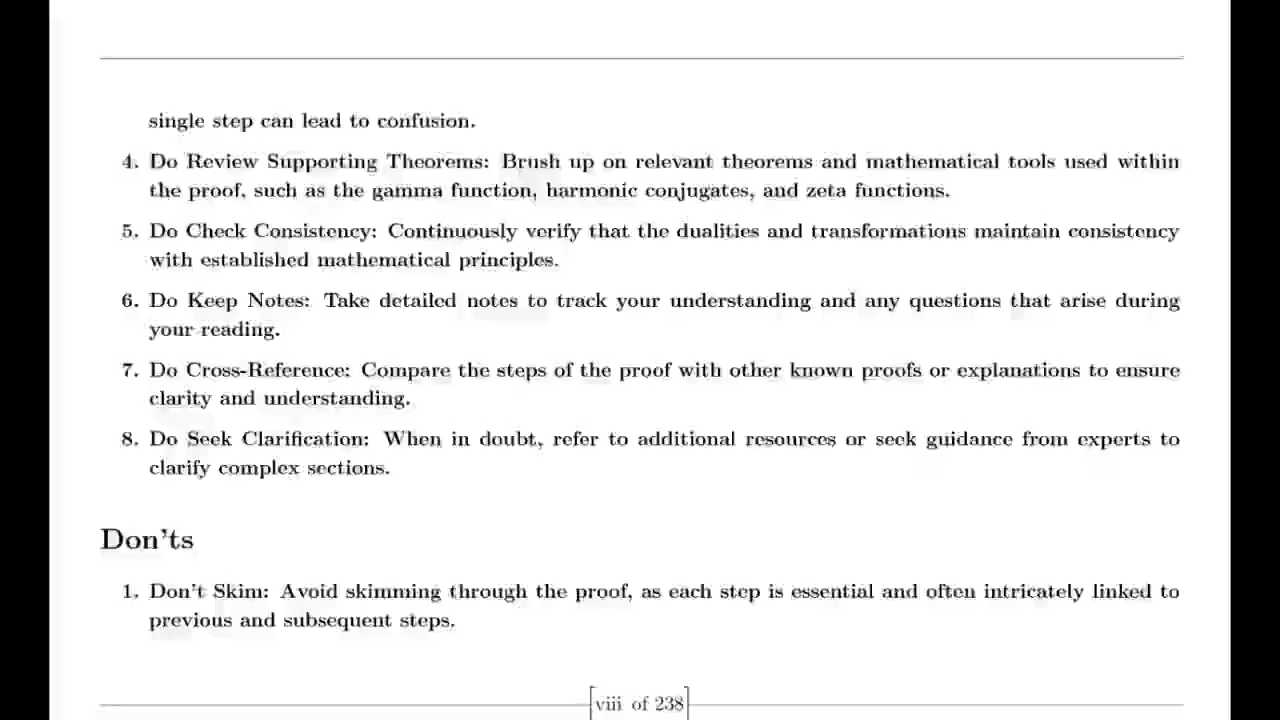 single step can lead to confusion.
4. Do Review Supporting Theorems: Brush up on relevant theorems and mathematical tools used within
the proof, such as the gamma function, harmonic conjugates, and zeta functions.
5. Do Check Consistency: Continuously verify that the dualities and transformations maintain consistency
with established mathematical principles.
6. Do Keep Notes: Take detailed notes to track your understanding and any questions that arise during
your reading.
7. Do Cross-Reference: Compare the steps of the proof with other known proofs or explanations to ensure
clarity and understanding.
8. Do Seek Clarification: When in doubt, refer to additional resources or seek guidance from experts to
clarify complex sections.
Don'ts
1. Don't Skim: Avoid skimming through the proof, as each step is essential and often intricately linked to
previous and subsequent steps.
viii of 238